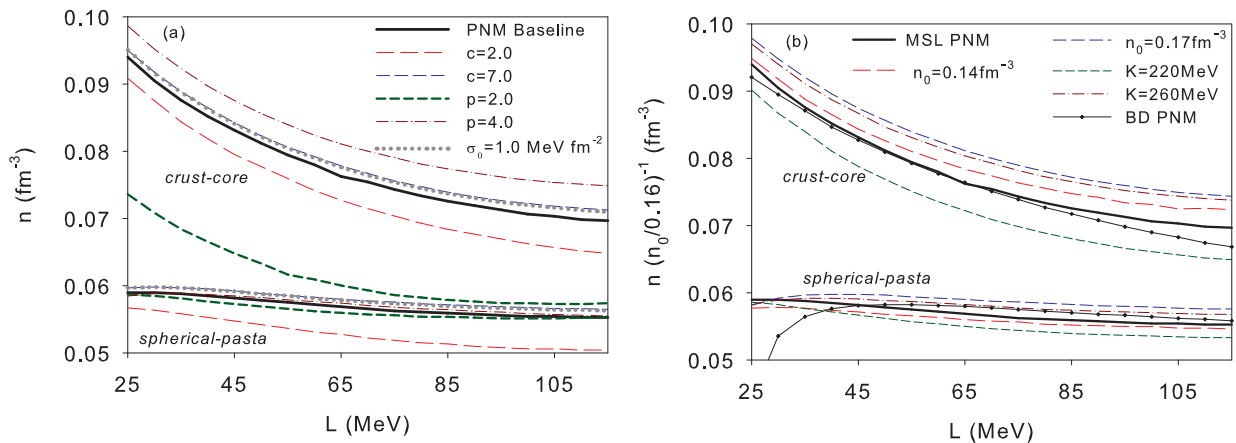 (a)
PNM Baseline
c=2.0
c=7.0
p=2.0
p=4.0
σ₀=1.0 MeV fm⁻²
crust-core
spherical-pasta
n (fm⁻³)
0.10
0.09
0.08
0.07
0.06
0.05
25 45 65 85 105
L (MeV)
(b)
MSL PNM
n₀=0.14fm⁻³
n₀=0.17fm⁻³
K=220MeV
K=260MeV
BD PNM
crust-core
spherical-pasta
n (n₀/0.16)⁻¹ (fm⁻³)
0.10
0.09
0.08
0.07
0.06
0.05
25 45 65 85 105
L (MeV)